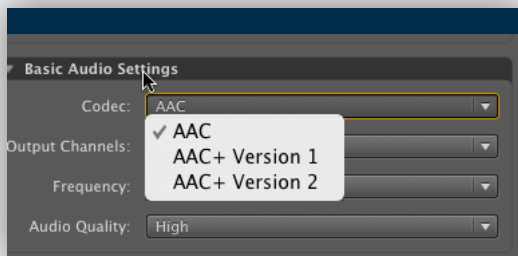 Basic Audio Settings
Codec: AAC
✓ AAC
Output Channels:
AAC+ Version 1
AAC+ Version 2
Frequency:
Audio Quality: High